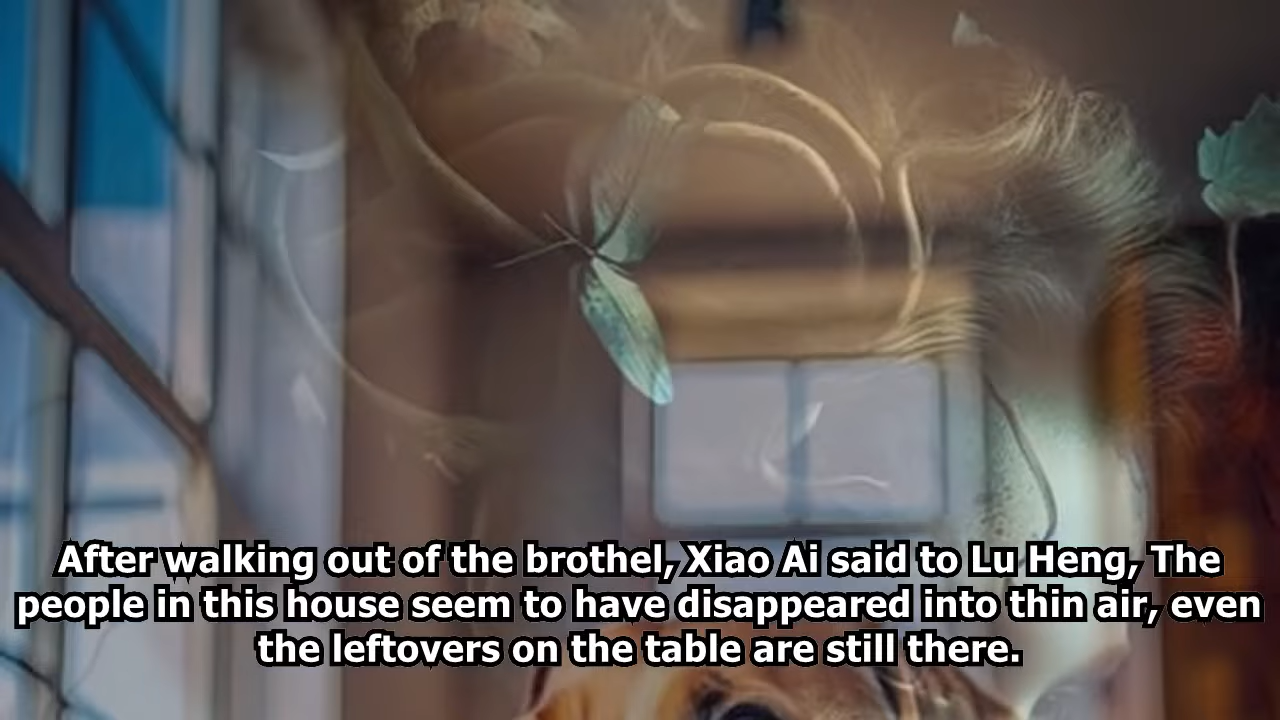 After walking out of the brothel, Xiao Ai said to Lu Heng, The
people in this house seem to have disappeared into thin air, even
the leftovers on the table are still there.